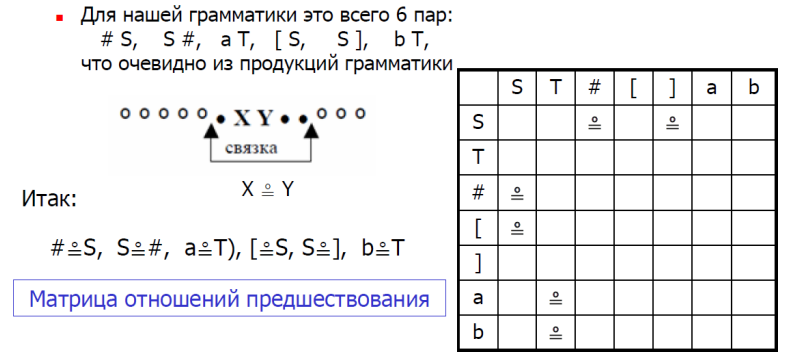 Для нашей грамматики это всего 6 пар:
# S, S #, a T, [ S, S ], b T,
что очевидно из продукций грамматики
X Y
связка
X ≗ Y
Итак:
#≗S, S≗#, a≗T), [≗S, S≗], b≗T
Матрица отношений предшествования
S T # [ ] a b
S ≗ ≗
T
# ≗
[ ≗
]
a ≗
b ≗